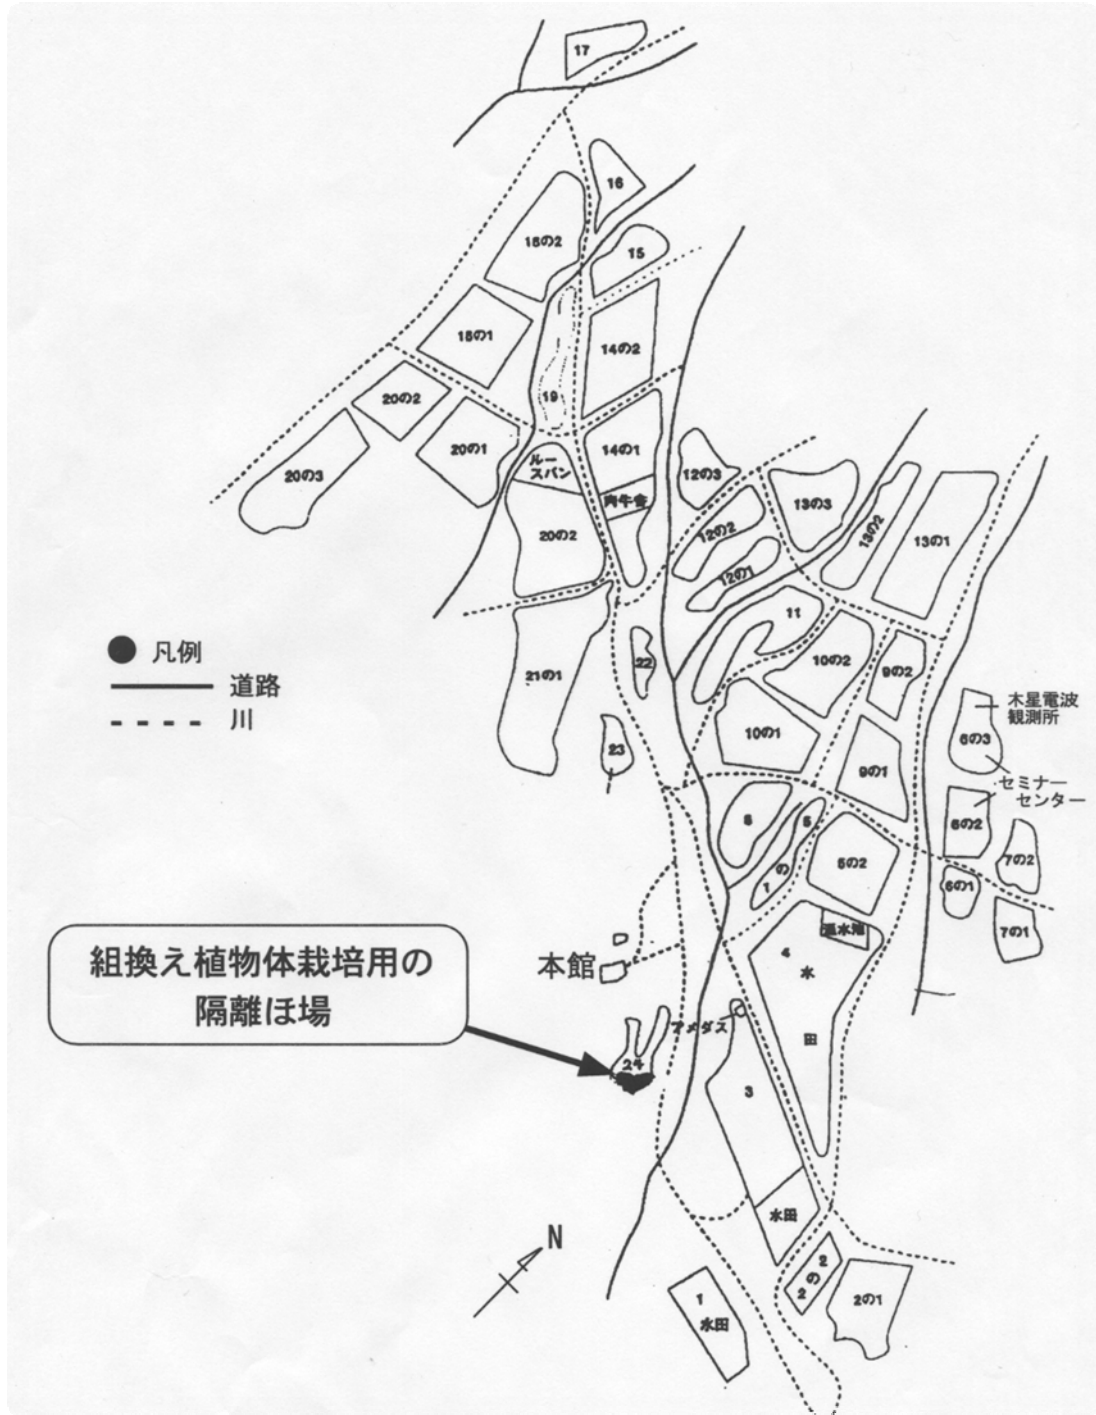 17
16
18の2
15
18の1
14の2
19
20の2
20の1
14の1
20の3
ルー
スバン
12の3
肉牛舎
13の3
12の2
13の2
13の1
20の2
12の1
11
22
10の2
9の2
21の1
● 凡例
道路
川
木星電波
観測所
10の1
6の3
23
9の1
セミナー
センター
8
5の1
6の2
5の2
7の2
6の1
温水池
7の1
組換え植物体栽培用の
隔離ほ場
本館
4
水
田
アメダス
24
3
水田
N
2の2
2の1
1
水田